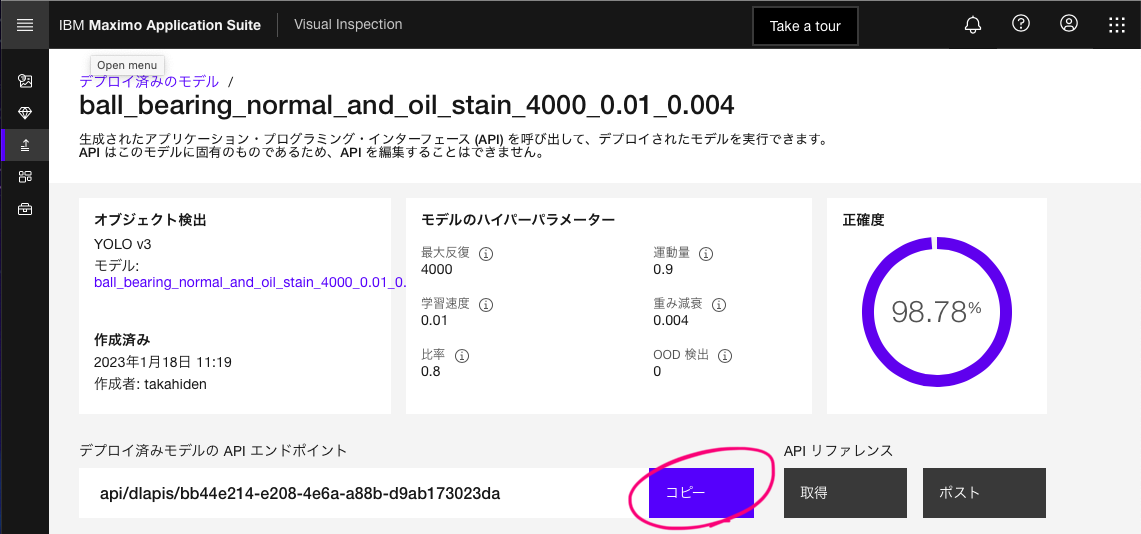 IBM Maximo Application Suite
Visual Inspection
Take a tour
Open menu
デプロイ済みのモデル /
ball_bearing_normal_and_oil_stain_4000_0.01_0.004
生成されたアプリケーション・プログラミング・インターフェース (API) を呼び出して、デプロイされたモデルを実行できます。
API はこのモデルに固有のものであるため、API を編集することはできません。
オブジェクト検出
YOLO v3
モデル:
ball_bearing_normal_and_oil_stain_4000_0.01_0.
作成済み
2023年1月18日 11:19
作成者: takahiden
モデルのハイパーパラメーター
最大反復
4000
運動量
0.9
学習速度
0.01
重み減衰
0.004
比率
0.8
OOD 検出
0
正確度
98.78%
デプロイ済みモデルの API エンドポイント
api/dlapis/bb44e214-e208-4e6a-a88b-d9ab173023da
コピー
API リファレンス
取得
ポスト